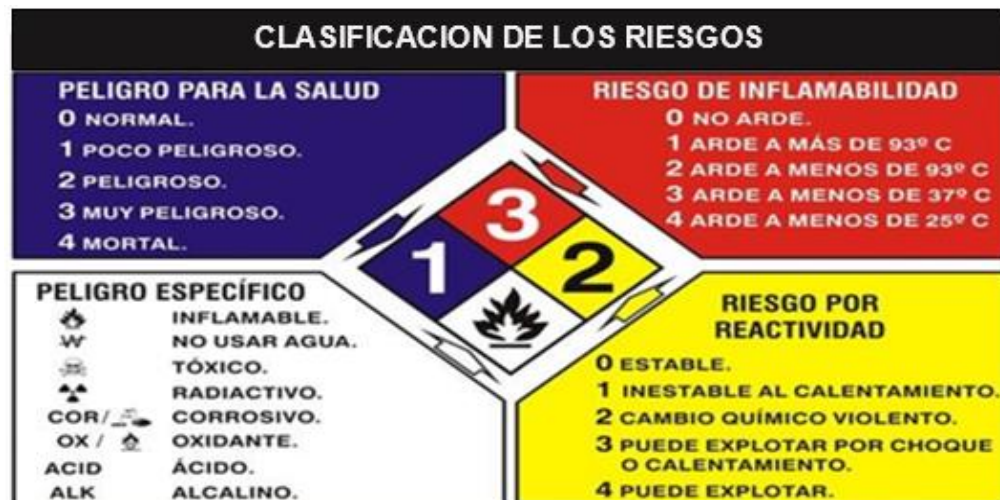 CLASIFICACION DE LOS RIESGOS
PELIGRO PARA LA SALUD
0 NORMAL.
1 POCO PELIGROSO.
2 PELIGROSO.
3 MUY PELIGROSO.
4 MORTAL.
RIESGO DE INFLAMABILIDAD
0 NO ARDE.
1 ARDE A MÁS DE 93º C
2 ARDE A MENOS DE 93º C
3 ARDE A MENOS DE 37º C
4 ARDE A MENOS DE 25º C
3
1
2
PELIGRO ESPECÍFICO
INFLAMABLE.
W NO USAR AGUA.
TÓXICO.
RADIACTIVO.
COR/ CORROSIVO.
OX / OXIDANTE.
ACID ÁCIDO.
ALK ALCALINO.
RIESGO POR
REACTIVIDAD
0 ESTABLE.
1 INESTABLE AL CALENTAMIENTO.
2 CAMBIO QUÍMICO VIOLENTO.
3 PUEDE EXPLOTAR POR CHOQUE
O CALENTAMIENTO.
4 PUEDE EXPLOTAR.